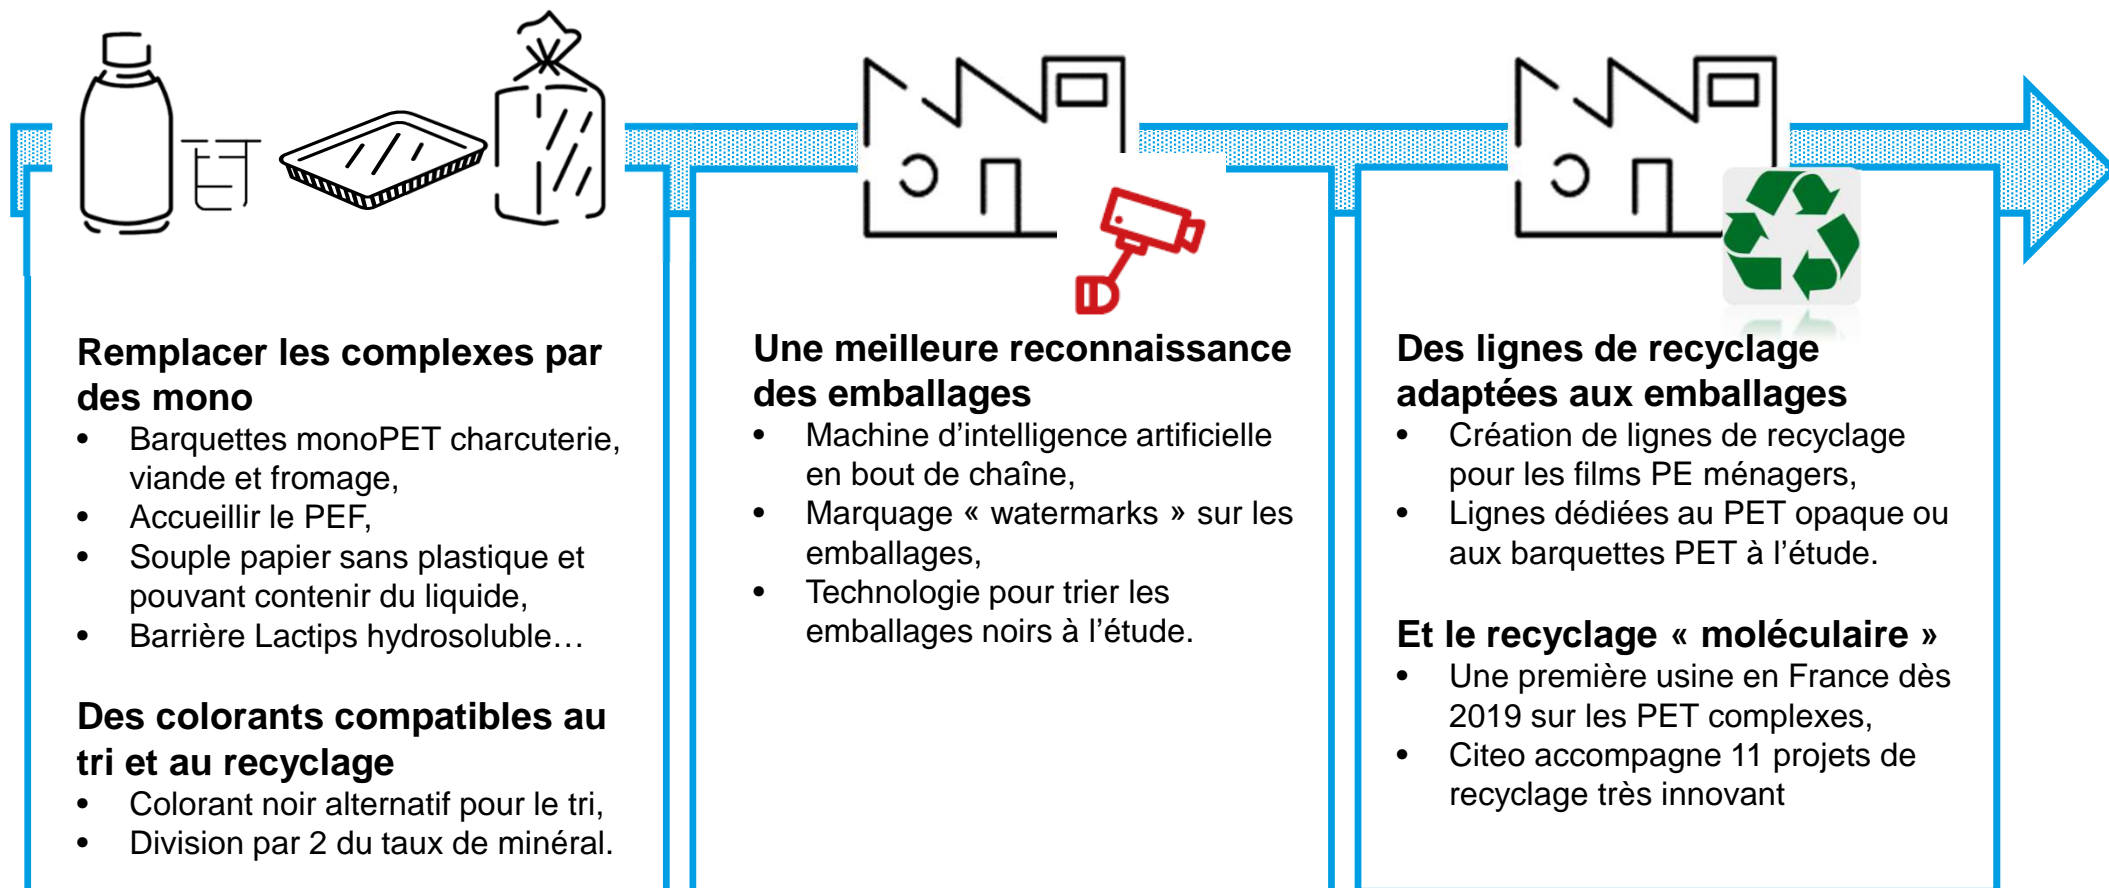 Remplacer les complexes par
des mono
• Barquettes monoPET charcuterie,
viande et fromage,
• Accueillir le PEF,
• Souple papier sans plastique et
pouvant contenir du liquide,
• Barrière Lactips hydrosoluble…
Des colorants compatibles au
tri et au recyclage
• Colorant noir alternatif pour le tri,
• Division par 2 du taux de minéral.
Une meilleure reconnaissance
des emballages
• Machine d’intelligence artificielle
en bout de chaîne,
• Marquage « watermarks » sur les
emballages,
• Technologie pour trier les
emballages noirs à l’étude.
Des lignes de recyclage
adaptées aux emballages
• Création de lignes de recyclage
pour les films PE ménagers,
• Lignes dédiées au PET opaque ou
aux barquettes PET à l’étude.
Et le recyclage « moléculaire »
• Une première usine en France dès
2019 sur les PET complexes,
• Citeo accompagne 11 projets de
recyclage très innovant